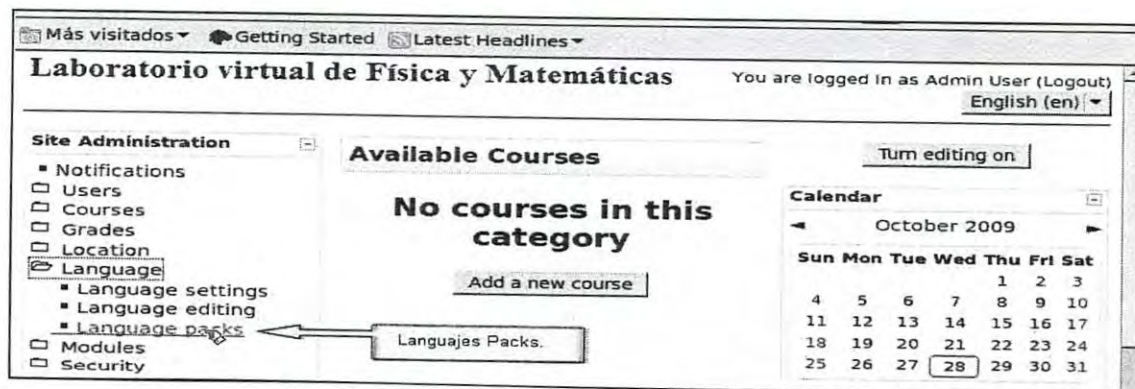 Más visitados Getting Started Latest Headlines
Laboratorio virtual de Física y Matemáticas
You are logged in as Admin User (Logout)
English (en)
Site Administration
Notifications
Users
Courses
Grades
Location
Language
Language settings
Language editing
Language packs
Modules
Security
Available Courses
No courses in this
category
Add a new course
Languajes Packs.
Turn editing on
Calendar
October 2009
Sun Mon Tue Wed Thu Fri Sat
1 2 3
4 5 6 7 8 9 10
11 12 13 14 15 16 17
18 19 20 21 22 23 24
25 26 27 28 29 30 31